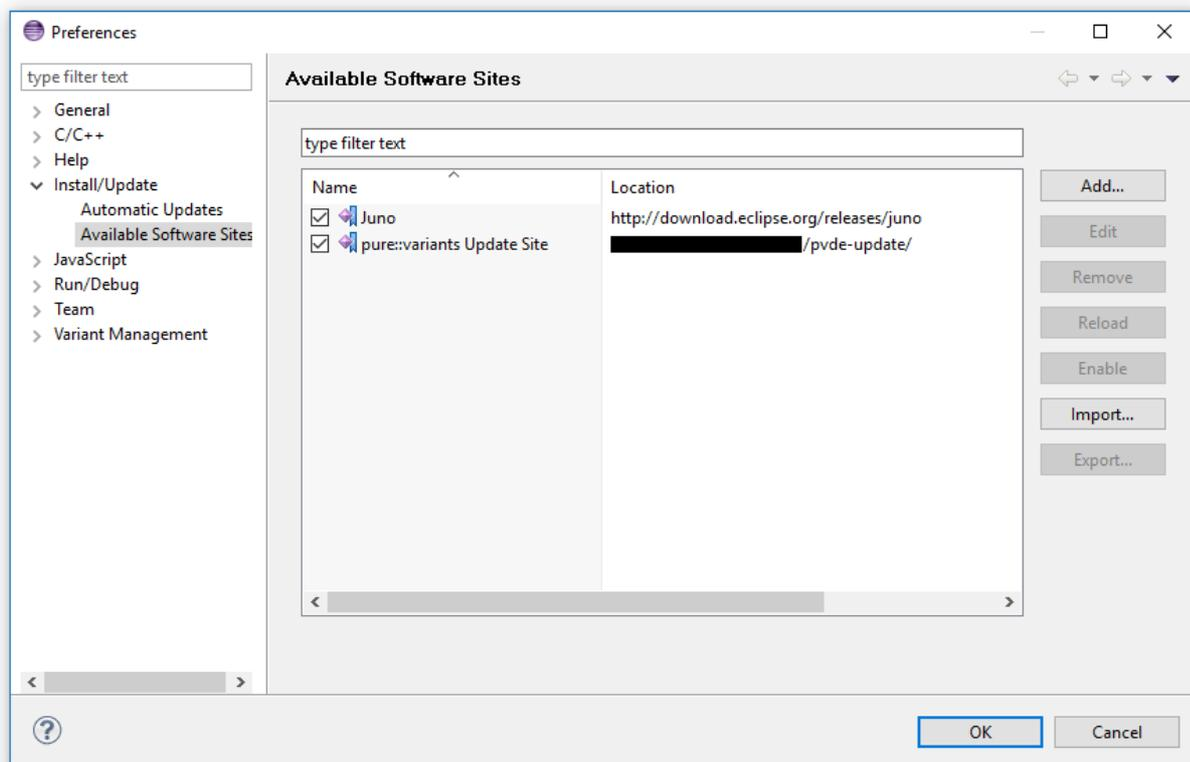 Preferences
type filter text
General
C/C++
Help
Install/Update
Automatic Updates
Available Software Sites
JavaScript
Run/Debug
Team
Variant Management
Available Software Sites
type filter text
Name Location
Juno http://download.eclipse.org/releases/juno
pure::variants Update Site /pvde-update/
Add...
Edit
Remove
Reload
Enable
Import...
Export...
?
OK Cancel